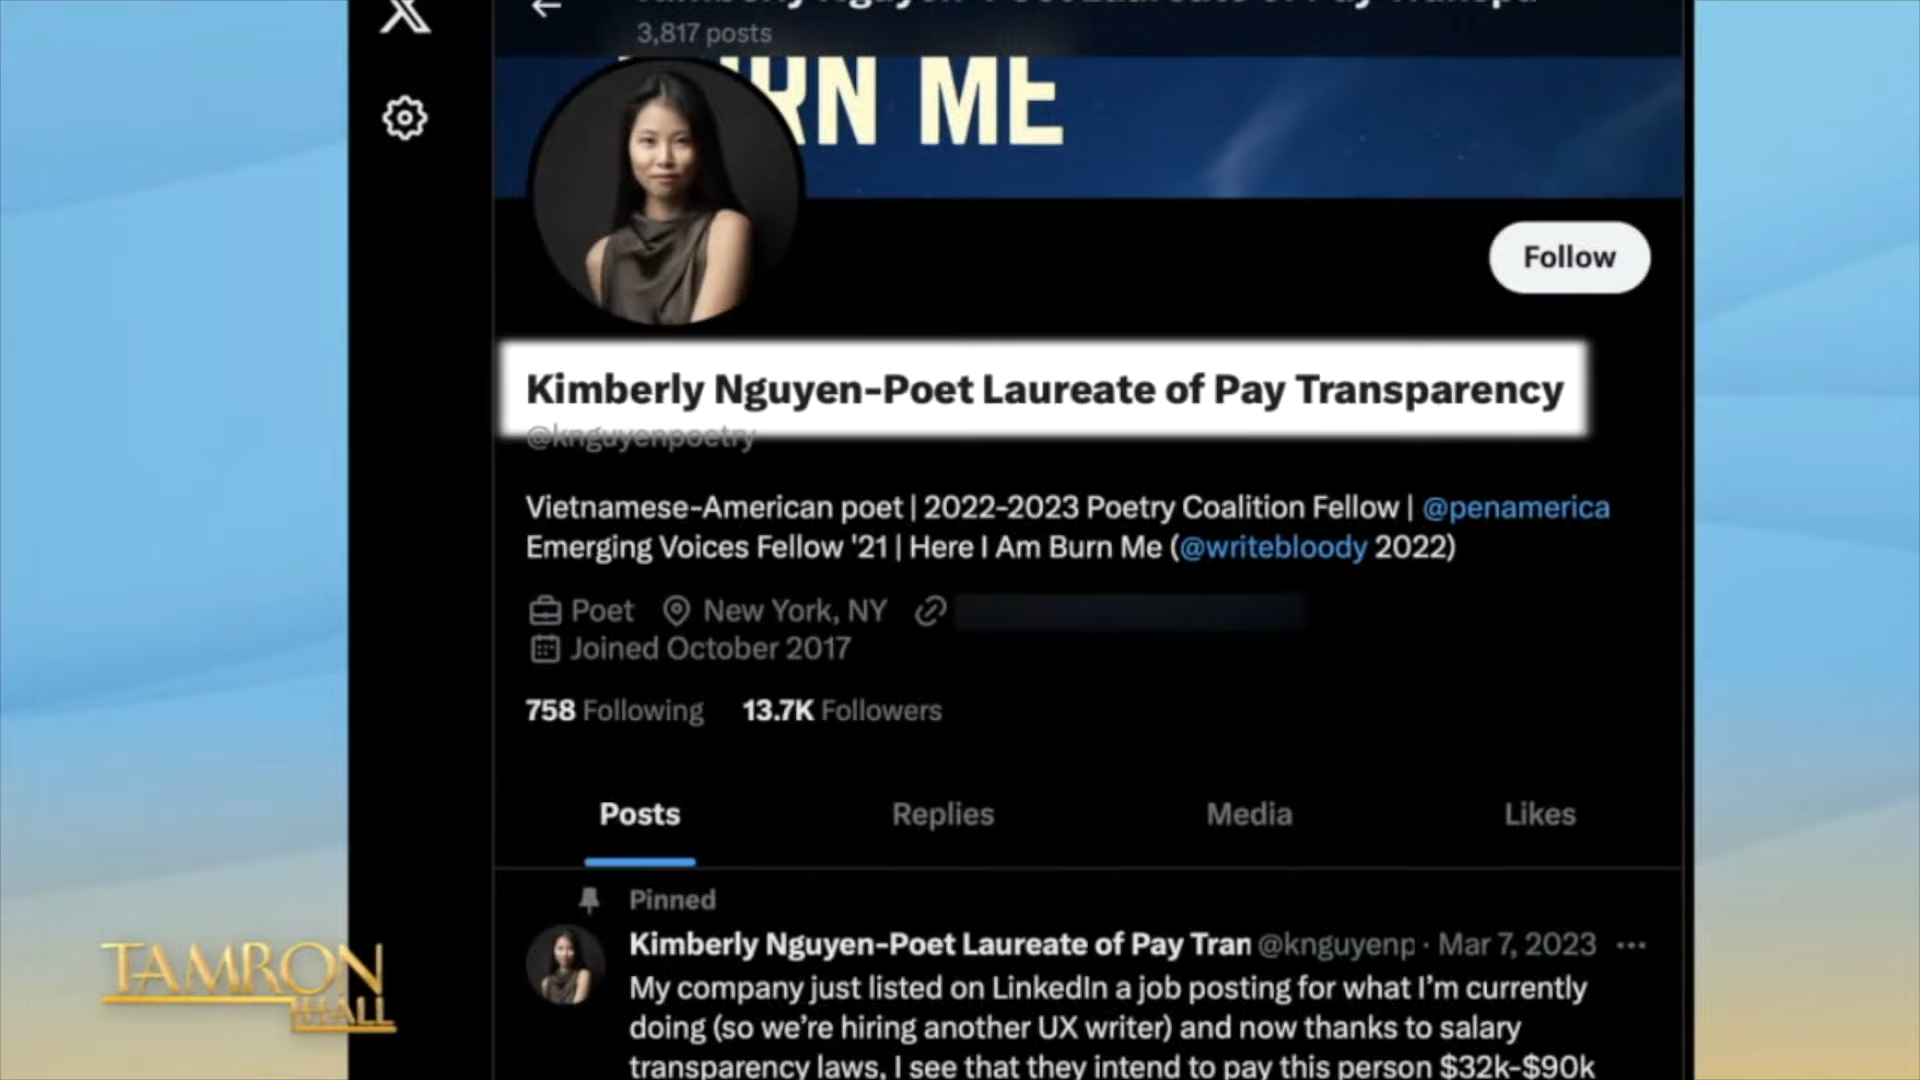 3,817 posts
RN ME
Follow
Kimberly Nguyen-Poet Laureate of Pay Transparency
@knguyenpoetry
Vietnamese-American poet | 2022-2023 Poetry Coalition Fellow | @penamerica
Emerging Voices Fellow '21 | Here I Am Burn Me (@writebloody 2022)
Poet New York, NY
Joined October 2017
758 Following 13.7K Followers
Posts Replies Media Likes
Pinned
Kimberly Nguyen-Poet Laureate of Pay Tran @knguyenp · Mar 7, 2023 ...
My company just listed on LinkedIn a job posting for what I'm currently
doing (so we're hiring another UX writer) and now thanks to salary
transparency laws, I see that they intend to pay this person $32k-$90k
TAMRON
HALL